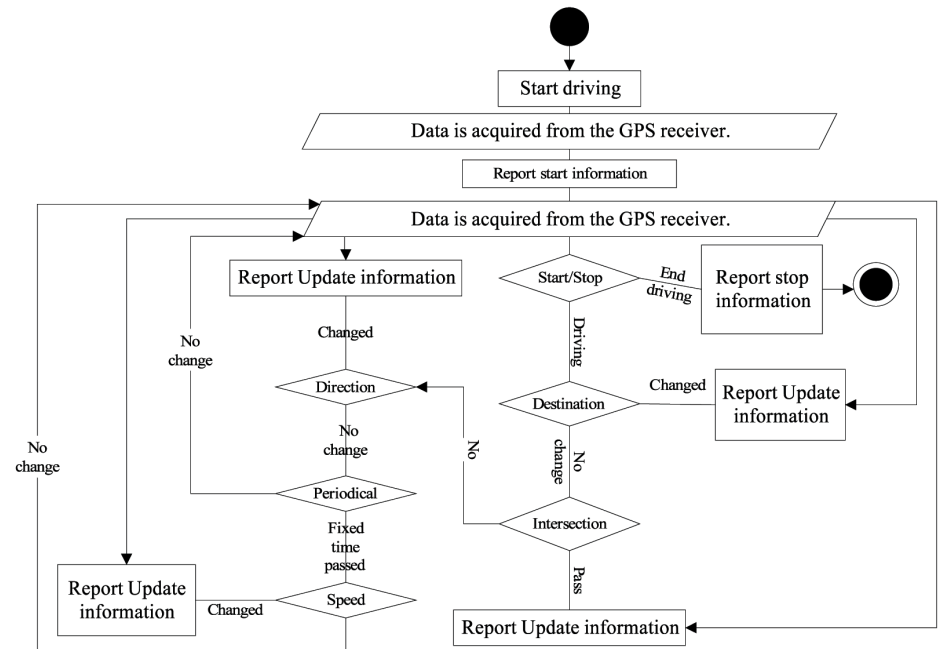 Start driving
Data is acquired from the GPS receiver.
Report start information
Data is acquired from the GPS receiver.
Report Update information
Start/Stop
End
driving
Report stop
information
Changed
Driving
No
change
Direction
Destination
Changed
Report Update
information
No
change
No
change
No
No
change
Periodical
Intersection
Fixed
time
passed
Pass
Report Update
information
Changed
Speed
Report Update information